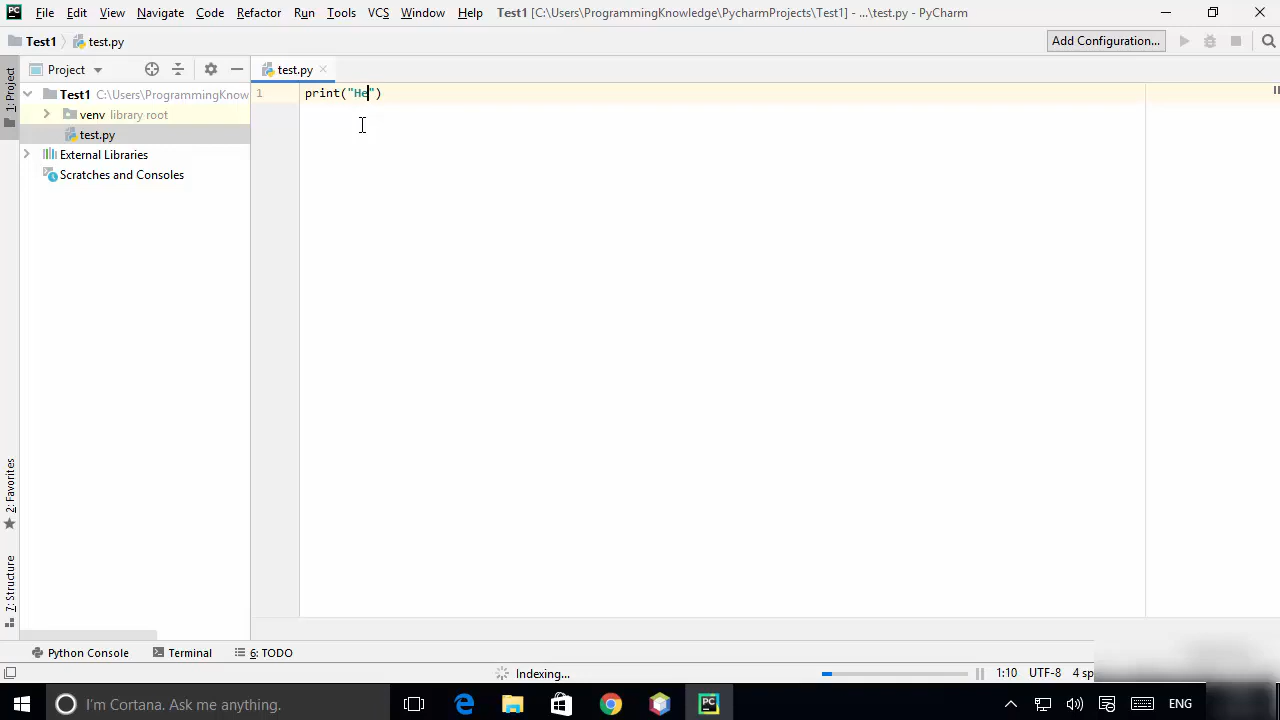 PC File Edit View Navigate Code Refactor Run Tools VCS Window Help Test1 [C:\Users\ProgrammingKnowledge\PycharmProjects\Test1] - ...\test.py - PyCharm
Test1 test.py Add Configuration...
1: Project
Project
test.py
Test1 C:\Users\ProgrammingKnow
venv library root
test.py
External Libraries
Scratches and Consoles
1 print("He")
2: Favorites
7: Structure
Python Console Terminal 6: TODO
Indexing... 1:10 UTF-8 4 sp
I'm Cortana. Ask me anything. PC ENG